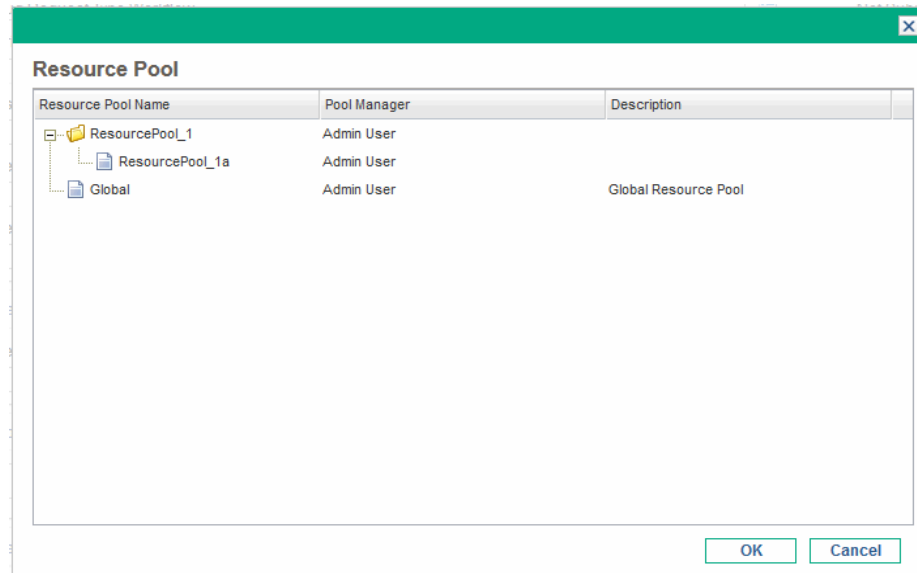 Resource Pool
Resource Pool Name Pool Manager Description
ResourcePool_1 Admin User
ResourcePool_1a Admin User
Global Admin User Global Resource Pool
OK Cancel